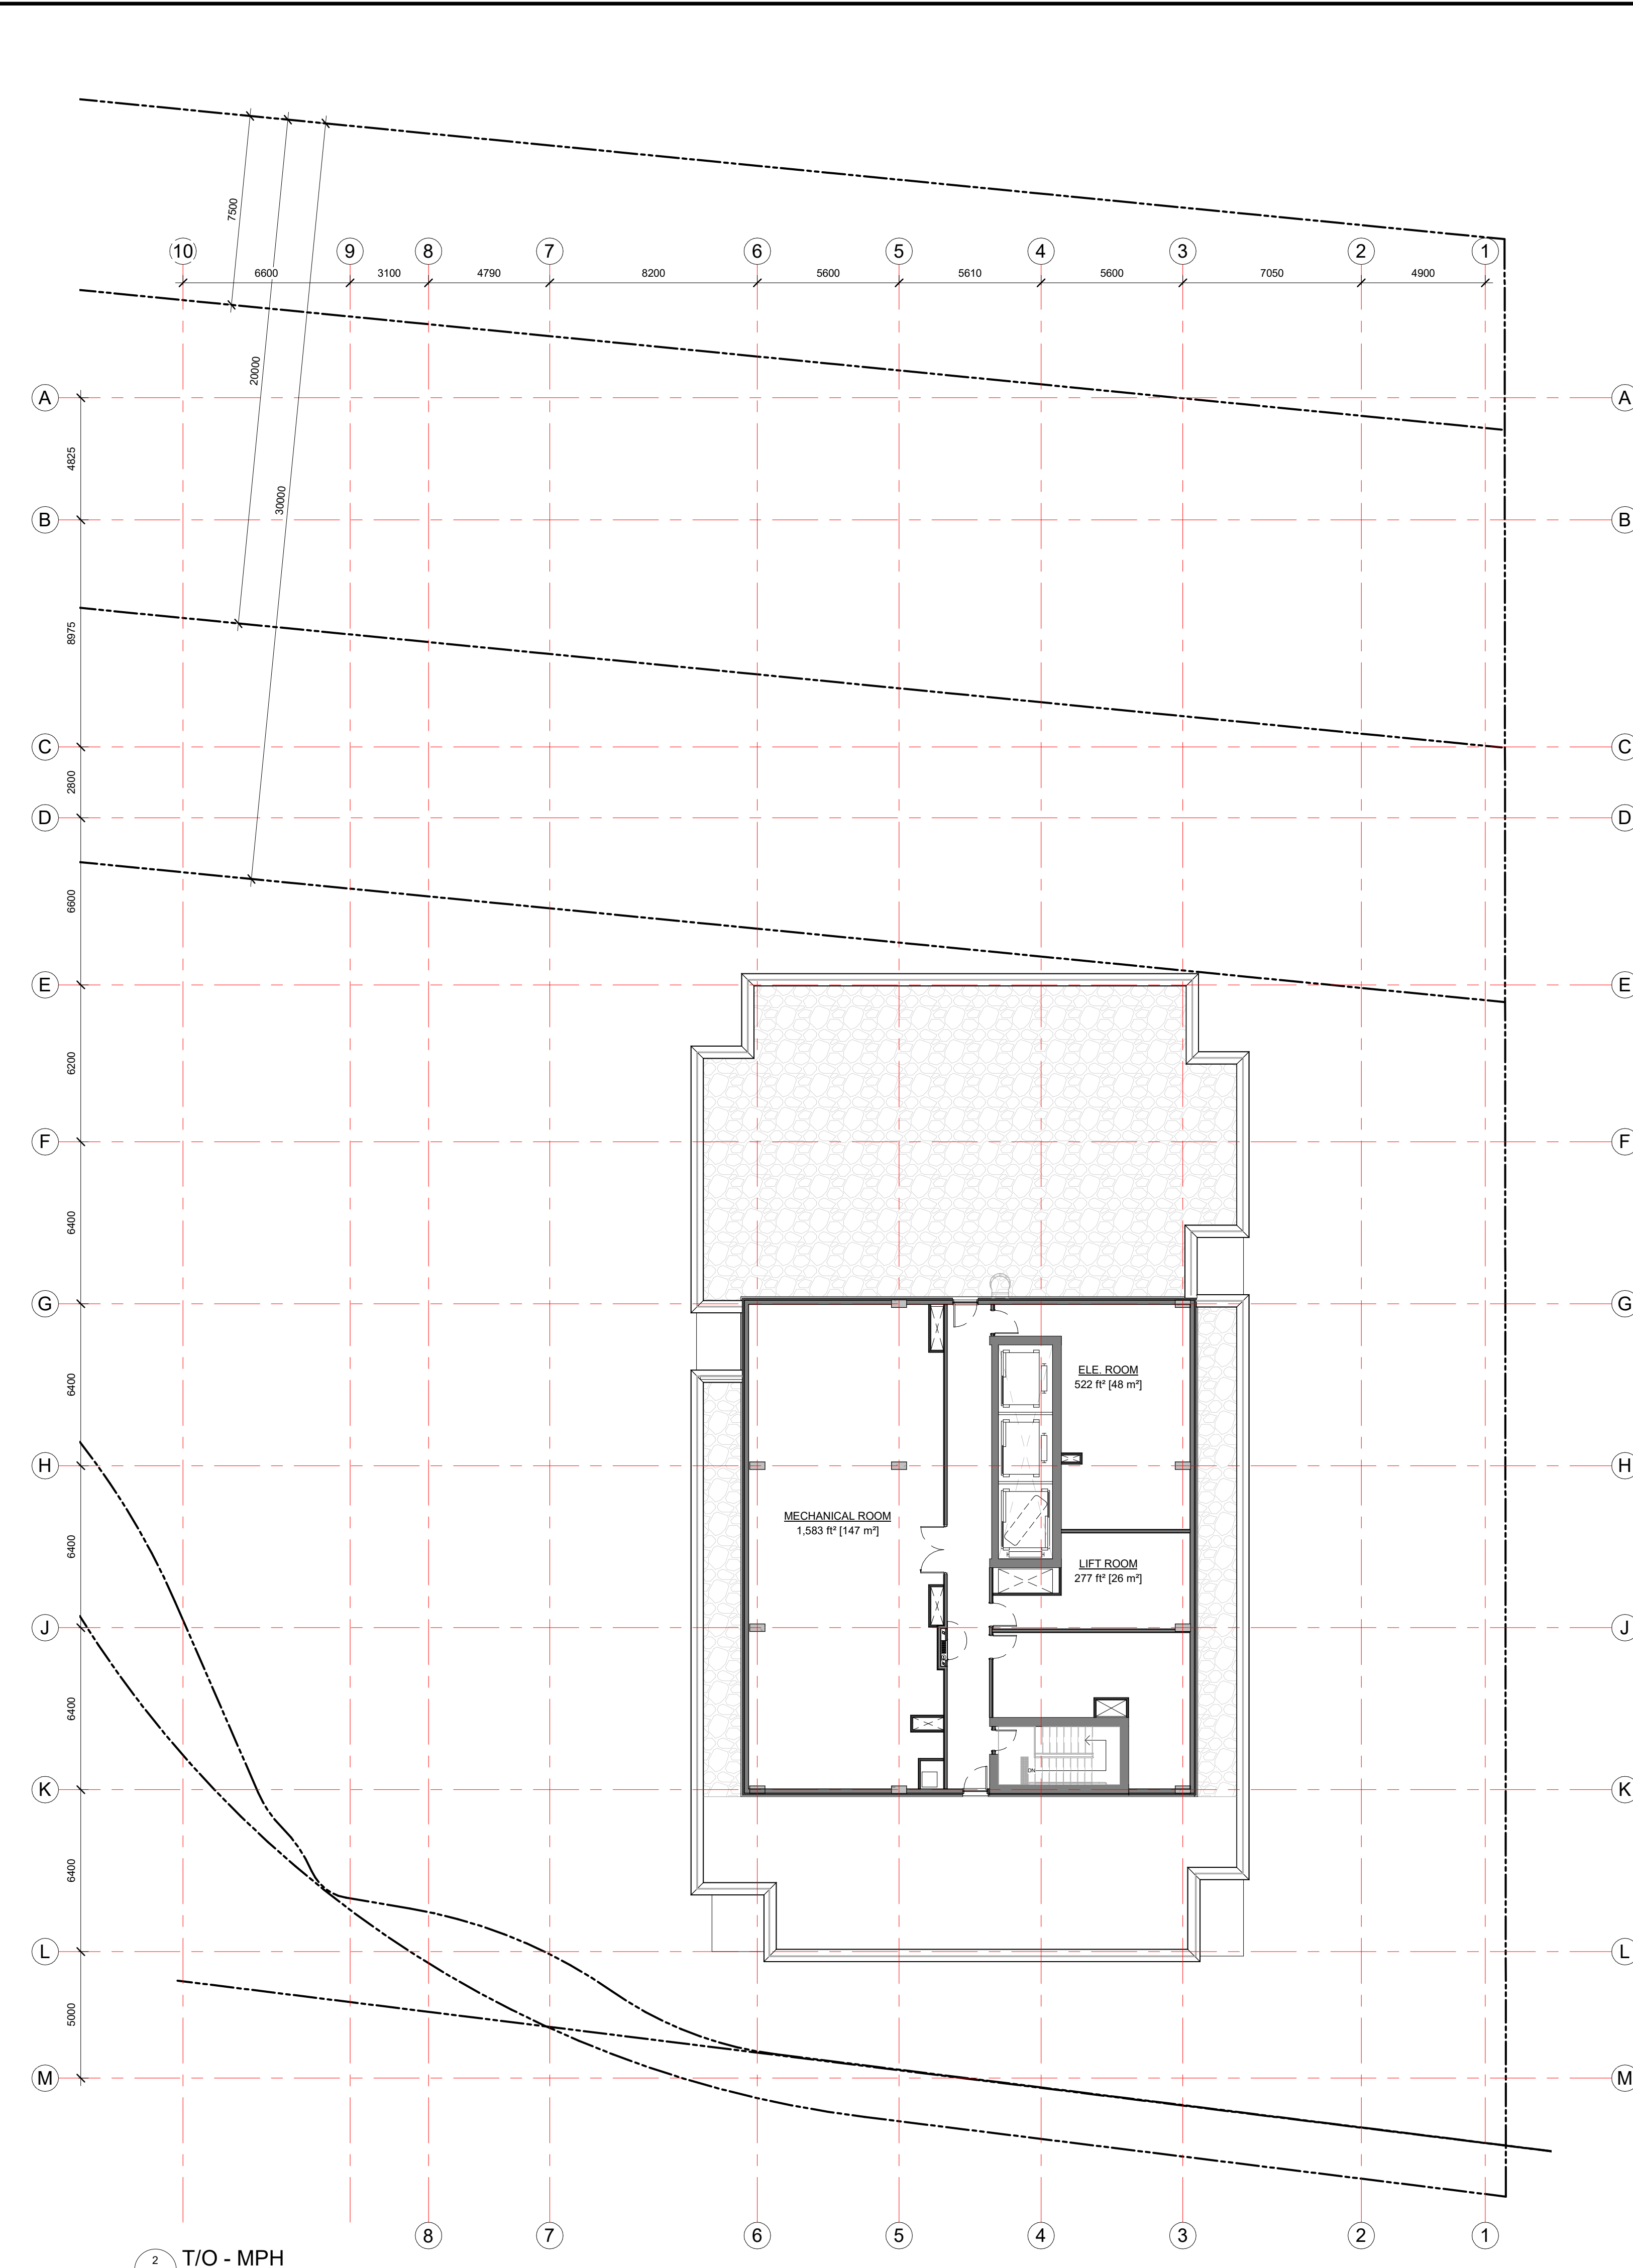 7500
10 9 8 7 6 5 4 3 2 1
6600 3100 4790 8200 5600 5610 5600 7050 4900
20000
A A
4825
30000
B B
8975
C C
2800
D D
6600
E E
6200
F F
6400
G G
ELE. ROOM
522 ft² [48 m²]
6400
H H
MECHANICAL ROOM
1,583 ft² [147 m²]
6400
LIFT ROOM
277 ft² [26 m²]
J J
6400
DN
K K
6400
L L
5000
M M
8 7 6 5 4 3 2 1
2 T/O - MPH